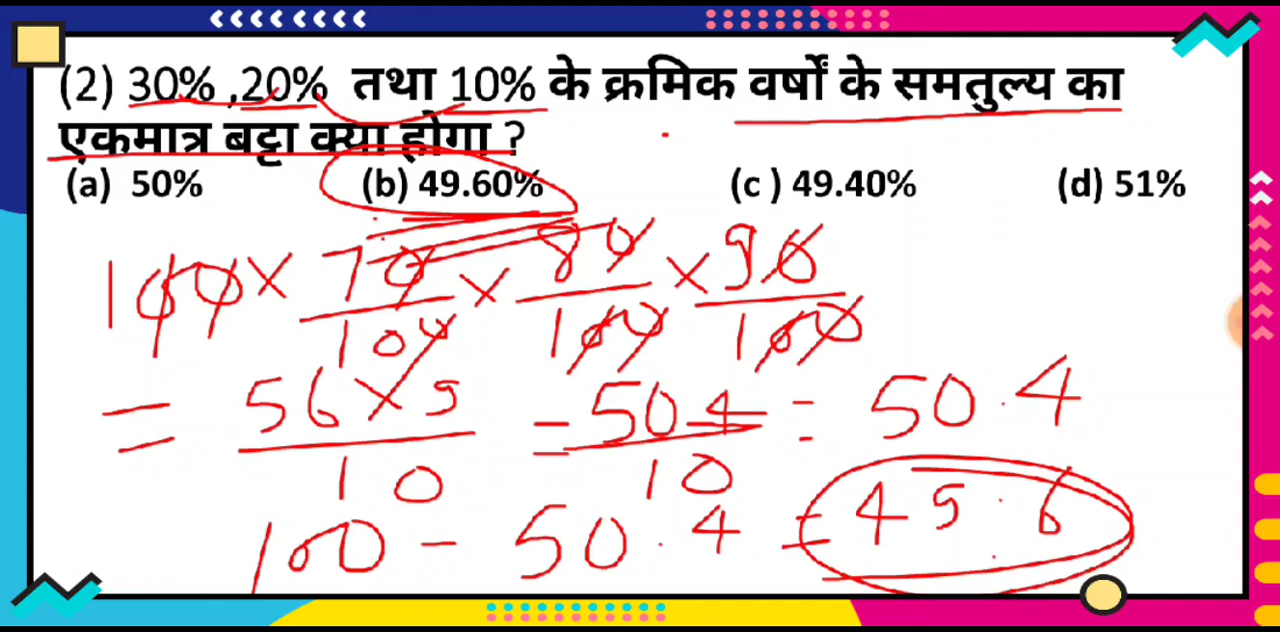 (2) 30% ,20% तथा 10% के क्रमिक वर्षों के समतुल्य का
एकमात्र बट्टा क्या होगा ?
(a) 50% (b) 49.60% (c ) 49.40% (d) 51%
100 × 70/100 × 80/100 × 90/100
= 56 × 9/10 = 504/10 = 50.4
100 - 50.4 = 49.6